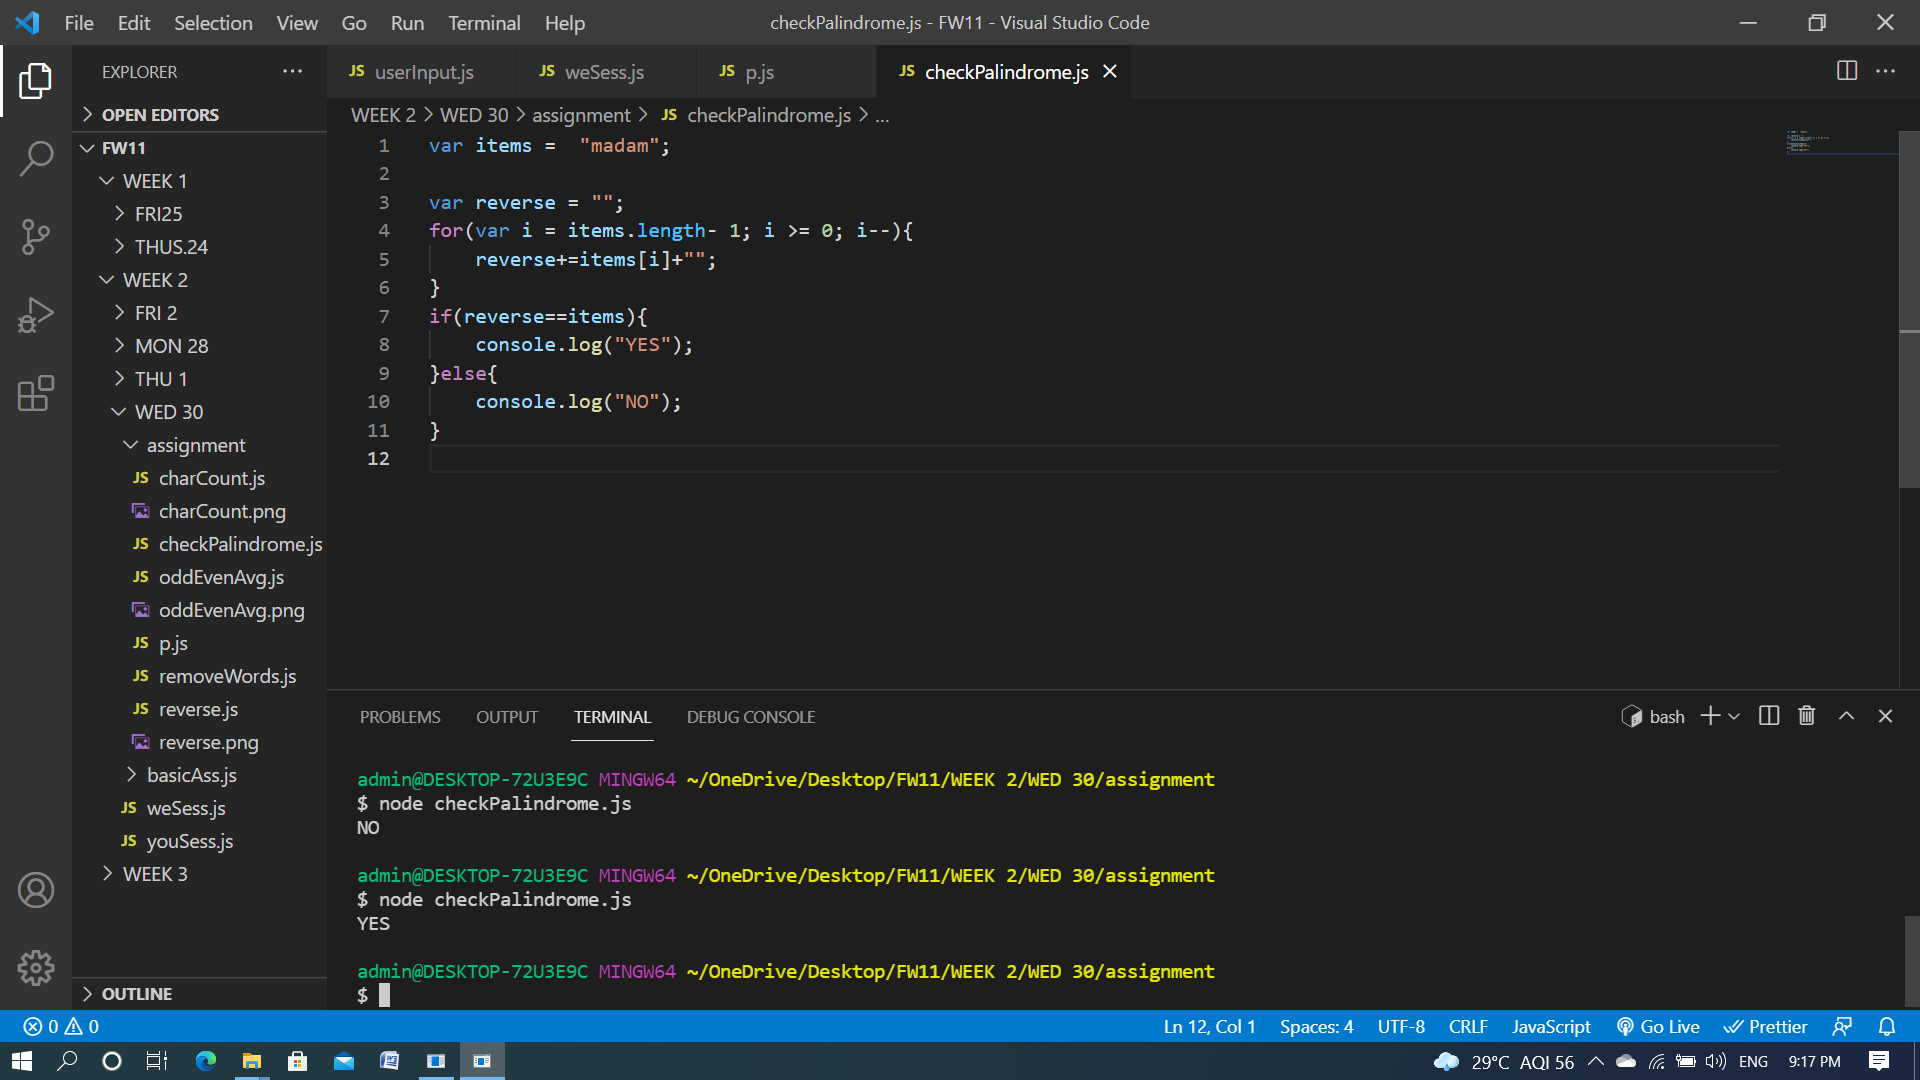 File Edit Selection View Go Run Terminal Help
checkPalindrome.js - FW11 - Visual Studio Code
EXPLORER ...
OPEN EDITORS
FW11
WEEK 1
FRI25
THUS.24
WEEK 2
FRI 2
MON 28
THU 1
WED 30
assignment
JS charCount.js
charCount.png
JS checkPalindrome.js
JS oddEvenAvg.js
oddEvenAvg.png
JS p.js
JS removeWords.js
JS reverse.js
reverse.png
basicAss.js
JS weSess.js
JS youSess.js
WEEK 3
OUTLINE
JS userInput.js JS weSess.js JS p.js JS checkPalindrome.js
WEEK 2 > WED 30 > assignment > JS checkPalindrome.js > ...
1 var items =  "madam";
2
3 var reverse = "";
4 for(var i = items.length- 1; i >= 0; i--){
5     reverse+=items[i]+"";
6 }
7 if(reverse==items){
8     console.log("YES");
9 }else{
10     console.log("NO");
11 }
12
PROBLEMS OUTPUT TERMINAL DEBUG CONSOLE
bash
admin@DESKTOP-72U3E9C MINGW64 ~/OneDrive/Desktop/FW11/WEEK 2/WED 30/assignment
$ node checkPalindrome.js
NO
admin@DESKTOP-72U3E9C MINGW64 ~/OneDrive/Desktop/FW11/WEEK 2/WED 30/assignment
$ node checkPalindrome.js
YES
admin@DESKTOP-72U3E9C MINGW64 ~/OneDrive/Desktop/FW11/WEEK 2/WED 30/assignment
$
0 0
Ln 12, Col 1 Spaces: 4 UTF-8 CRLF JavaScript Go Live Prettier
29°C AQI 56 ENG 9:17 PM